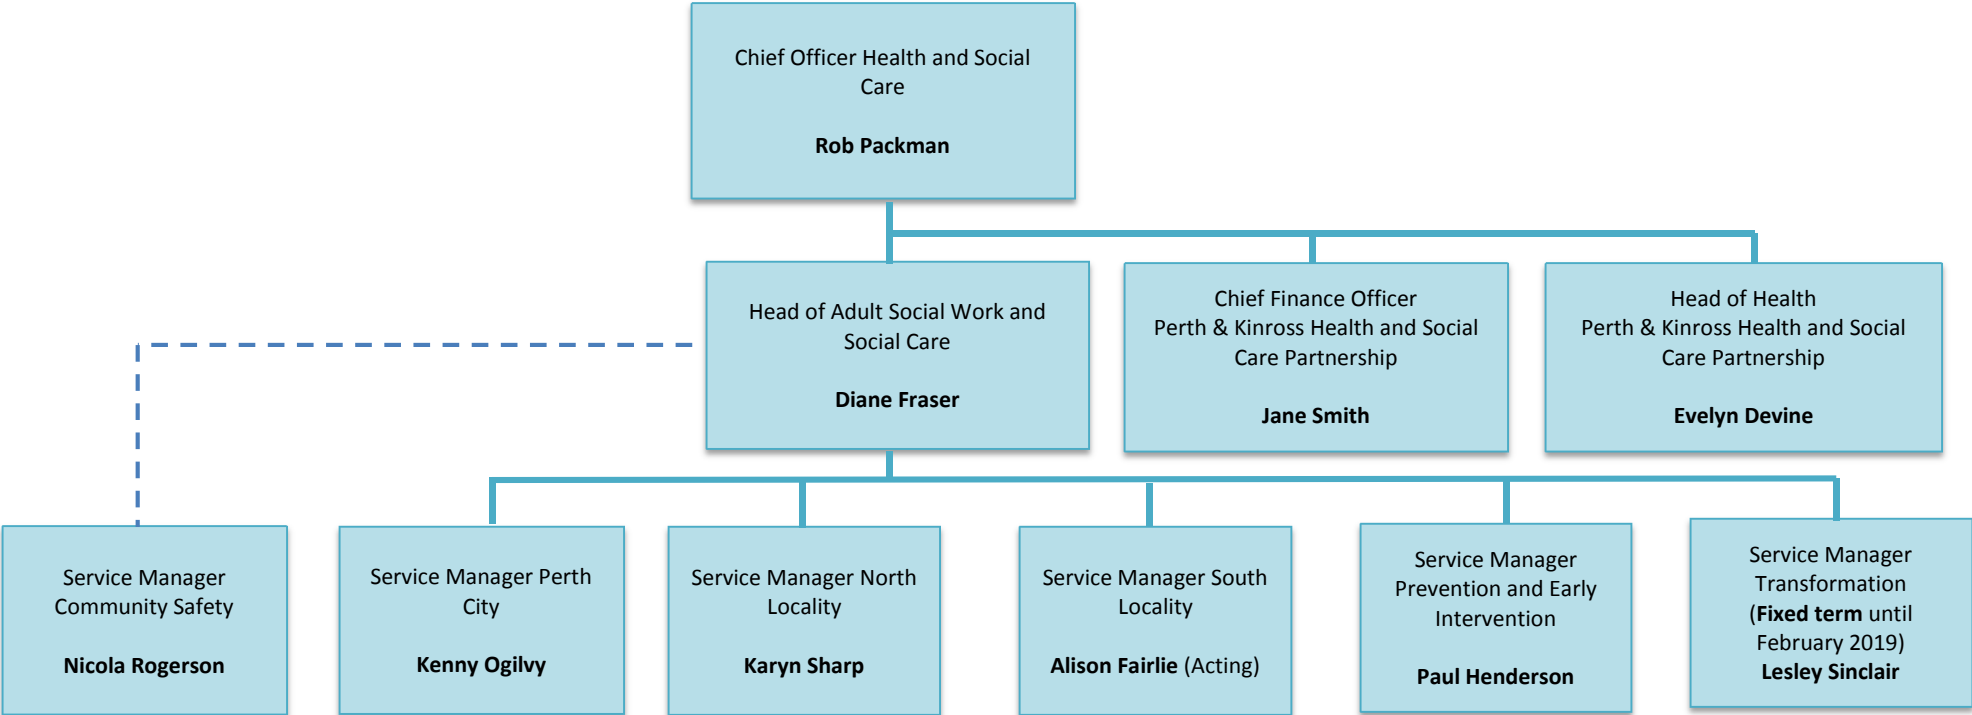 Chief Officer Health and Social
Care
Rob Packman
Head of Adult Social Work and
Social Care
Diane Fraser
Chief Finance Officer
Perth & Kinross Health and Social
Care Partnership
Jane Smith
Head of Health
Perth & Kinross Health and Social
Care Partnership
Evelyn Devine
Service Manager
Community Safety
Nicola Rogerson
Service Manager Perth
City
Kenny Ogilvy
Service Manager North
Locality
Karyn Sharp
Service Manager South
Locality
Alison Fairlie (Acting)
Service Manager
Prevention and Early
Intervention
Paul Henderson
Service Manager
Transformation
(Fixed term until
February 2019)
Lesley Sinclair